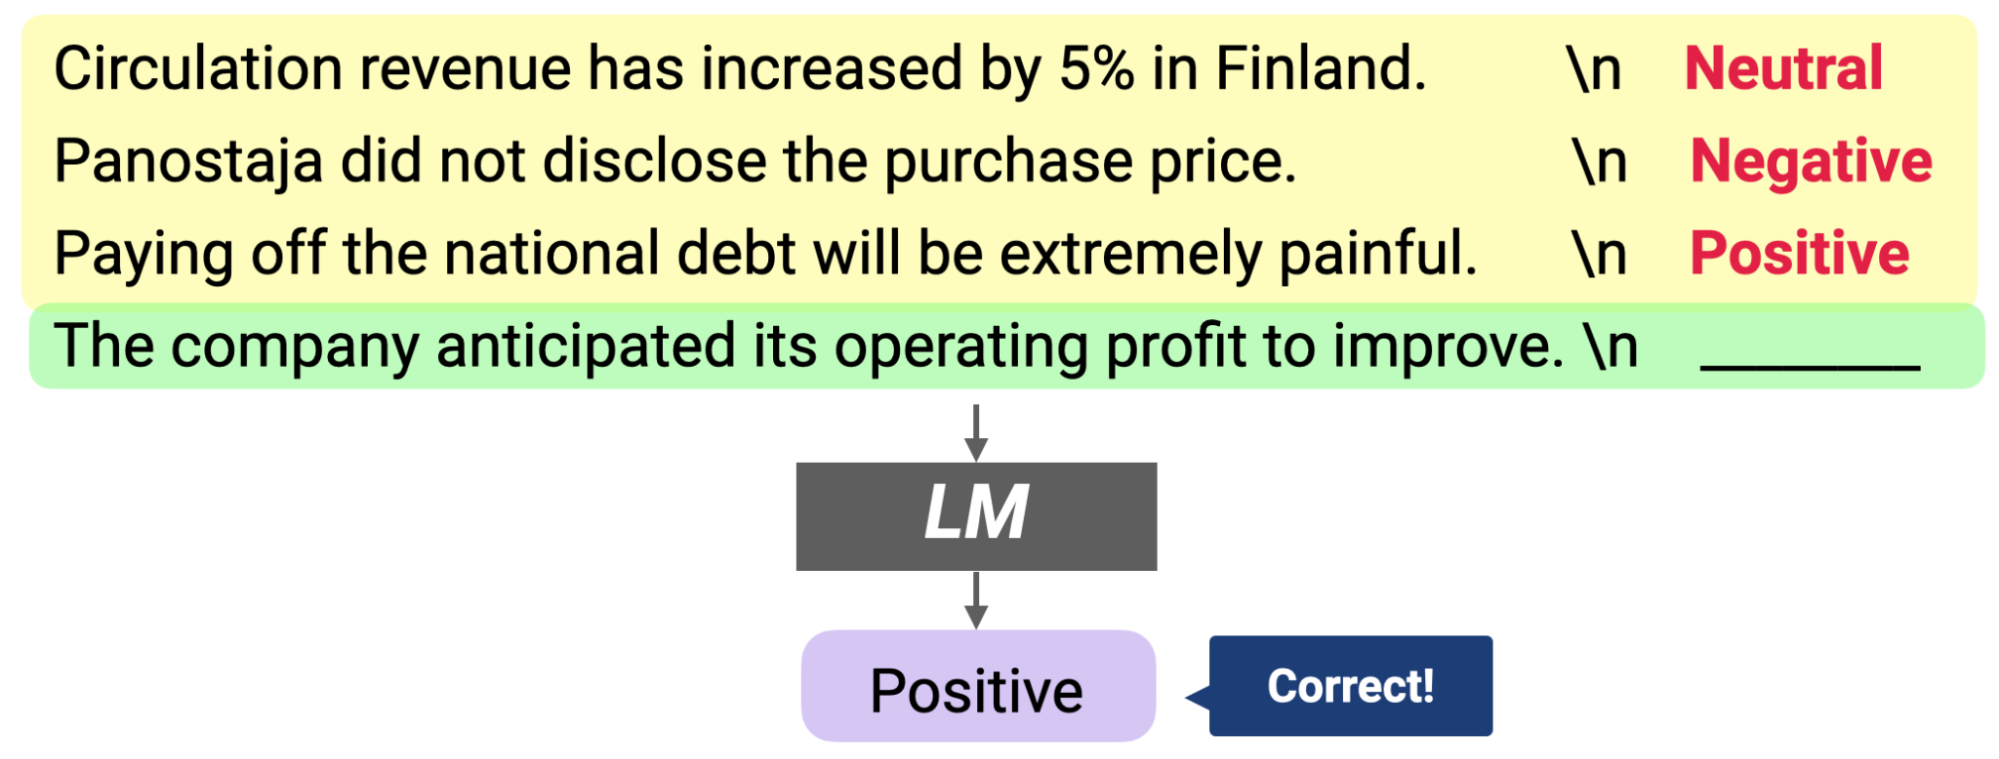 Circulation revenue has increased by 5% in Finland. \n Neutral
Panostaja did not disclose the purchase price. \n Negative
Paying off the national debt will be extremely painful. \n Positive
The company anticipated its operating profit to improve. \n ________
LM
Positive
Correct!